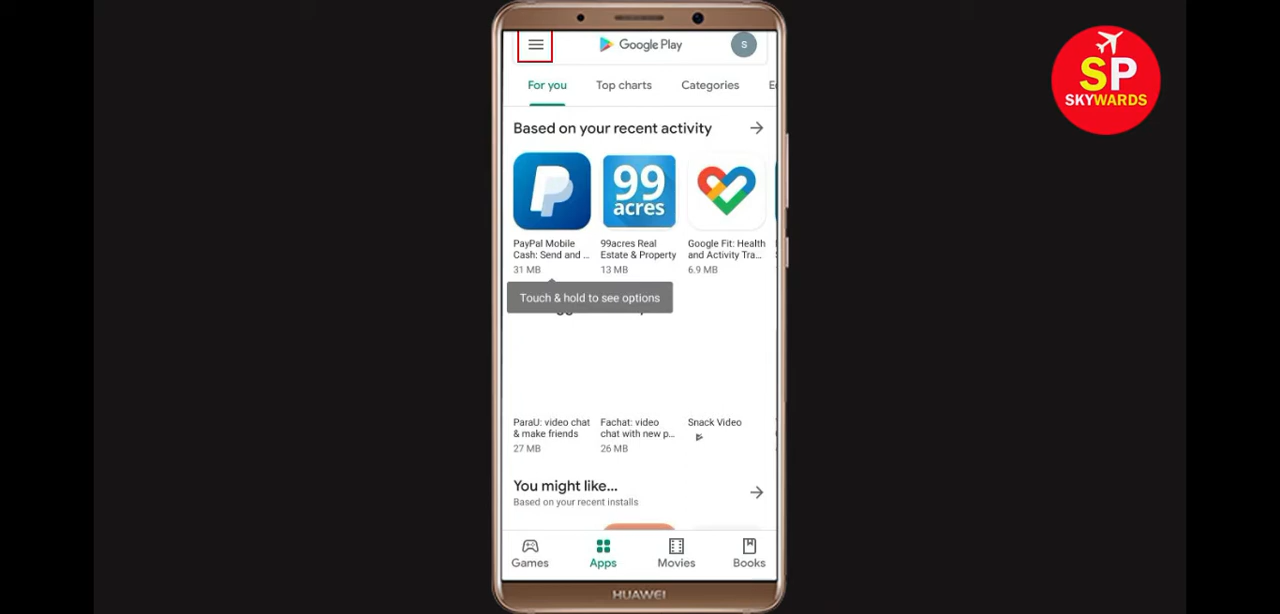 Google Play
S
SP
SKYWARDS
For you
Top charts
Categories
Based on your recent activity
99
acres
PayPal Mobile
Cash: Send and ...
31 MB
99acres Real
Estate & Property
13 MB
Google Fit: Health
and Activity Tra...
6.9 MB
Touch & hold to see options
ParaU: video chat
& make friends
27 MB
Fachat: video
chat with new p...
26 MB
Snack Video
You might like...
Based on your recent installs
Games
Apps
Movies
Books
HUAWEI